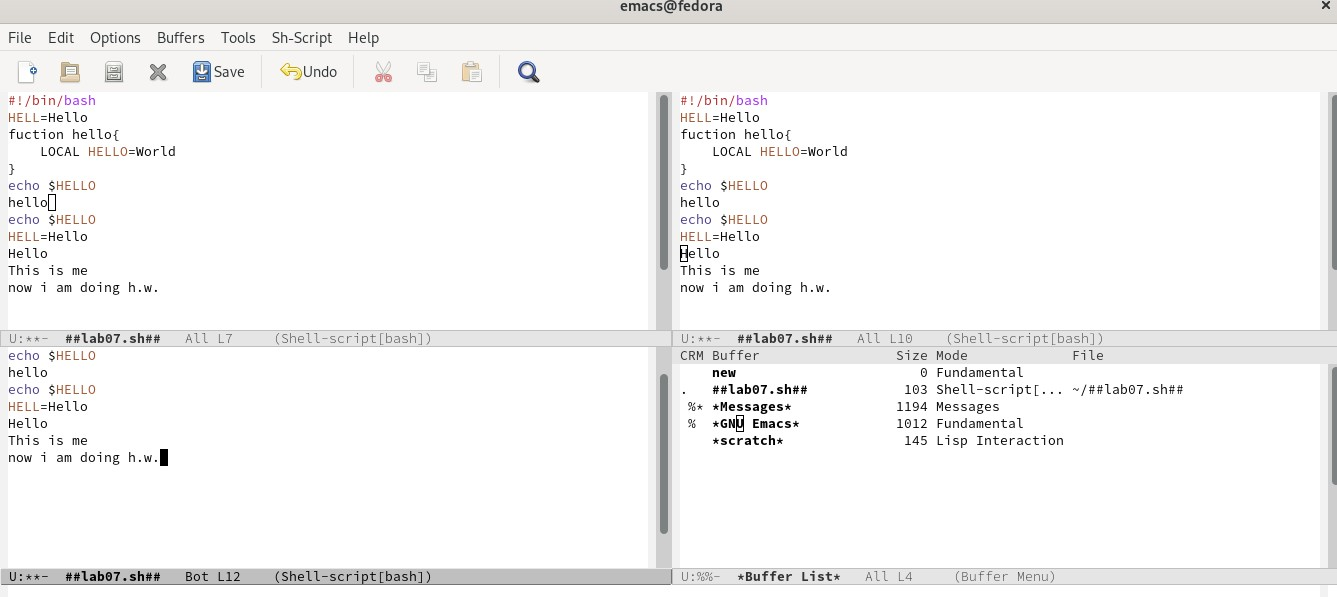 emacs@fedora ×
File Edit Options Buffers Tools Sh-Script Help
Save Undo
#!/bin/bash
HELL=Hello
fuction hello{
    LOCAL HELLO=World
}
echo $HELLO
hello
echo $HELLO
HELL=Hello
Hello
This is me
now i am doing h.w.
U:**-  ##lab07.sh##   All L7     (Shell-script[bash])
#!/bin/bash
HELL=Hello
fuction hello{
    LOCAL HELLO=World
}
echo $HELLO
hello
echo $HELLO
HELL=Hello
Hello
This is me
now i am doing h.w.
U:**-  ##lab07.sh##   All L10    (Shell-script[bash])
echo $HELLO
hello
echo $HELLO
HELL=Hello
Hello
This is me
now i am doing h.w.
U:**-  ##lab07.sh##   Bot L12    (Shell-script[bash])
CRM Buffer                 Size Mode             File
    new                       0 Fundamental
.   ##lab07.sh##            103 Shell-script[... ~/##lab07.sh##
 %* *Messages*             1194 Messages
 %  *GNU Emacs*            1012 Fundamental
    *scratch*               145 Lisp Interaction
U:%%-  *Buffer List*   All L4     (Buffer Menu)